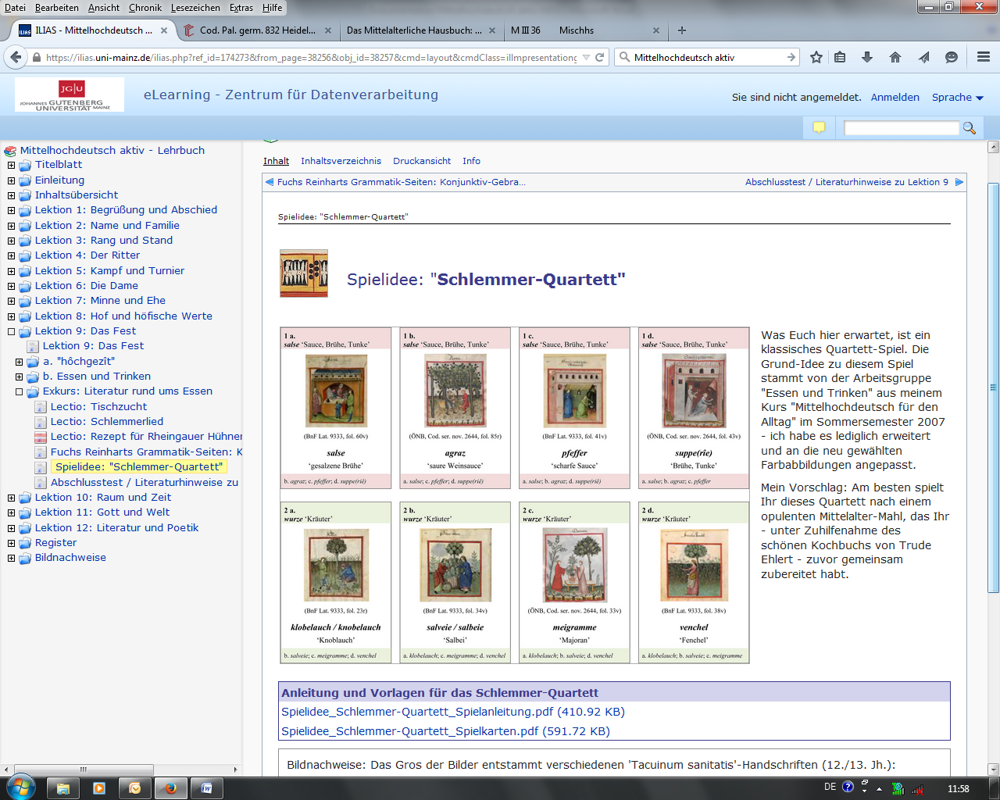 Datei Bearbeiten Ansicht Chronik Lesezeichen Extras Hilfe
ILIAS - Mittelhochdeutsch ...
Cod. Pal. germ. 832 Heidel...
Das Mittelalterliche Hausbuch: ...
M III 36 Mischhs
https://ilias.uni-mainz.de/ilias.php?ref_id=174273&from_page=38256&obj_id=38257&cmd=layout&cmdClass=illmpresentationg
Mittelhochdeutsch aktiv
JG|U
JOHANNES GUTENBERG
UNIVERSITÄT MAINZ
eLearning - Zentrum für Datenverarbeitung
Sie sind nicht angemeldet. Anmelden Sprache
Mittelhochdeutsch aktiv - Lehrbuch
Titelblatt
Einleitung
Inhaltsübersicht
Lektion 1: Begrüßung und Abschied
Lektion 2: Name und Familie
Lektion 3: Rang und Stand
Lektion 4: Der Ritter
Lektion 5: Kampf und Turnier
Lektion 6: Die Dame
Lektion 7: Minne und Ehe
Lektion 8: Hof und höfische Werte
Lektion 9: Das Fest
Lektion 9: Das Fest
a. "hôchgezît"
b. Essen und Trinken
Exkurs: Literatur rund ums Essen
Lectio: Tischzucht
Lectio: Schlemmerlied
Lectio: Rezept für Rheingauer Hühner
Fuchs Reinharts Grammatik-Seiten: K
Spielidee: "Schlemmer-Quartett"
Abschlusstest / Literaturhinweise zu
Lektion 10: Raum und Zeit
Lektion 11: Gott und Welt
Lektion 12: Literatur und Poetik
Register
Bildnachweise
Inhalt Inhaltsverzeichnis Druckansicht Info
Fuchs Reinharts Grammatik-Seiten: Konjunktiv-Gebra...
Abschlusstest / Literaturhinweise zu Lektion 9
Spielidee: "Schlemmer-Quartett"
Spielidee: "Schlemmer-Quartett"
1 a.
salse ‘Sauce, Brühe, Tunke’
(BnF Lat. 9333, fol. 60v)
salse
‘gesalzene Brühe’
b. agraz; c. pfeffer; d. suppe(rîê)
1 b.
salse ‘Sauce, Brühe, Tunke’
(ÖNB, Cod. ser. nov. 2644, fol. 85r)
agraz
‘saure Weinsauce’
a. salse; c. pfeffer; d. suppe(rîê)
1 c.
salse ‘Sauce, Brühe, Tunke’
(BnF Lat. 9333, fol. 41v)
pfeffer
‘scharfe Sauce’
a. salse; b. agraz; d. suppe(rîê)
1 d.
salse ‘Sauce, Brühe, Tunke’
(ÖNB, Cod. ser. nov. 2644, fol. 43v)
suppe(rîe)
‘Brühe, Tunke’
a. salse; b. agraz; c. pfeffer
2 a.
wurze ‘Kräuter’
(BnF Lat. 9333, fol. 23r)
klobelauch / knobelauch
‘Knoblauch’
b. salveie; c. meigramme; d. venchel
2 b.
wurze ‘Kräuter’
(BnF Lat. 9333, fol. 34v)
salveie / salbeie
‘Salbei’
a. klobelauch; c. meigramme; d. venchel
2 c.
wurze ‘Kräuter’
(ÖNB, Cod. ser. nov. 2644, fol. 33v)
meigramme
‘Majoran’
a. klobelauch; b. salveie; d. venchel
2 d.
wurze ‘Kräuter’
(BnF Lat. 9333, fol. 38v)
venchel
‘Fenchel’
a. klobelauch; b. salveie; c. meigramme
Was Euch hier erwartet, ist ein
klassisches Quartett-Spiel. Die
Grund-Idee zu diesem Spiel
stammt von der Arbeitsgruppe
"Essen und Trinken" aus meinem
Kurs "Mittelhochdeutsch für den
Alltag" im Sommersemester 2007
- ich habe es lediglich erweitert
und an die neu gewählten
Farbabbildungen angepasst.
Mein Vorschlag: Am besten spielt
Ihr dieses Quartett nach einem
opulenten Mittelalter-Mahl, das Ihr
- unter Zuhilfenahme des
schönen Kochbuchs von Trude
Ehlert - zuvor gemeinsam
zubereitet habt.
Anleitung und Vorlagen für das Schlemmer-Quartett
Spielidee_Schlemmer-Quartett_Spielanleitung.pdf (410.92 KB)
Spielidee_Schlemmer-Quartett_Spielkarten.pdf (591.72 KB)
Bildnachweise: Das Gros der Bilder entstammt verschiedenen 'Tacuinum sanitatis'-Handschriften (12./13. Jh.):
DE
11:58